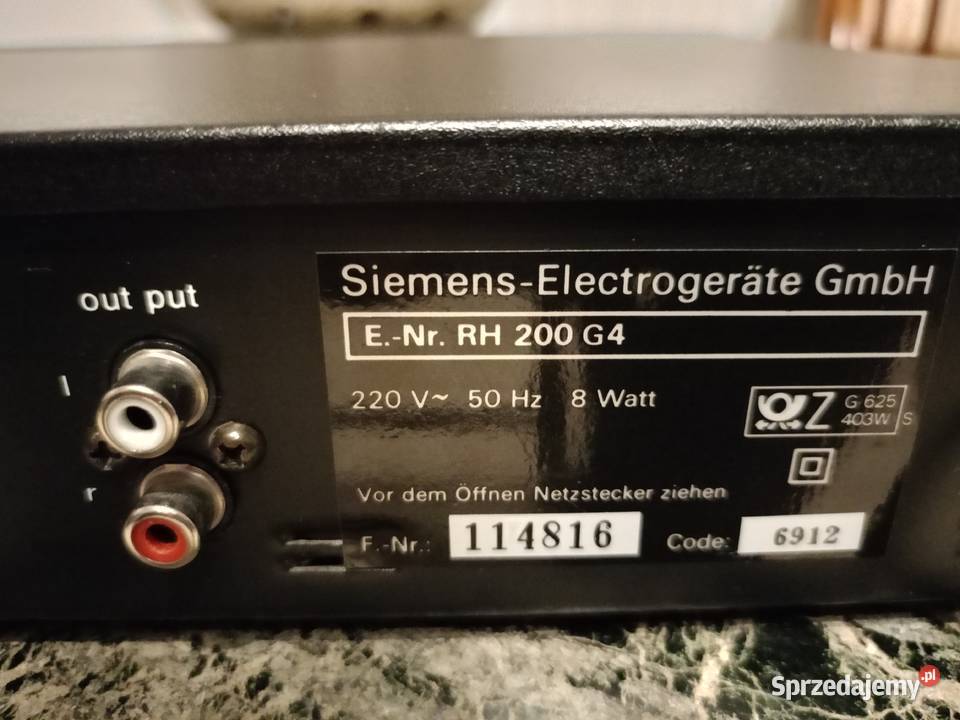 out put
l
r
Siemens-Electrogeräte GmbH
E.-Nr. RH 200 G4
220 V~ 50 Hz 8 Watt
Z G 625
403W S
Vor dem Öffnen Netzstecker ziehen
F.-Nr.: 114816 Code: 6912
Sprzedajemy.pl